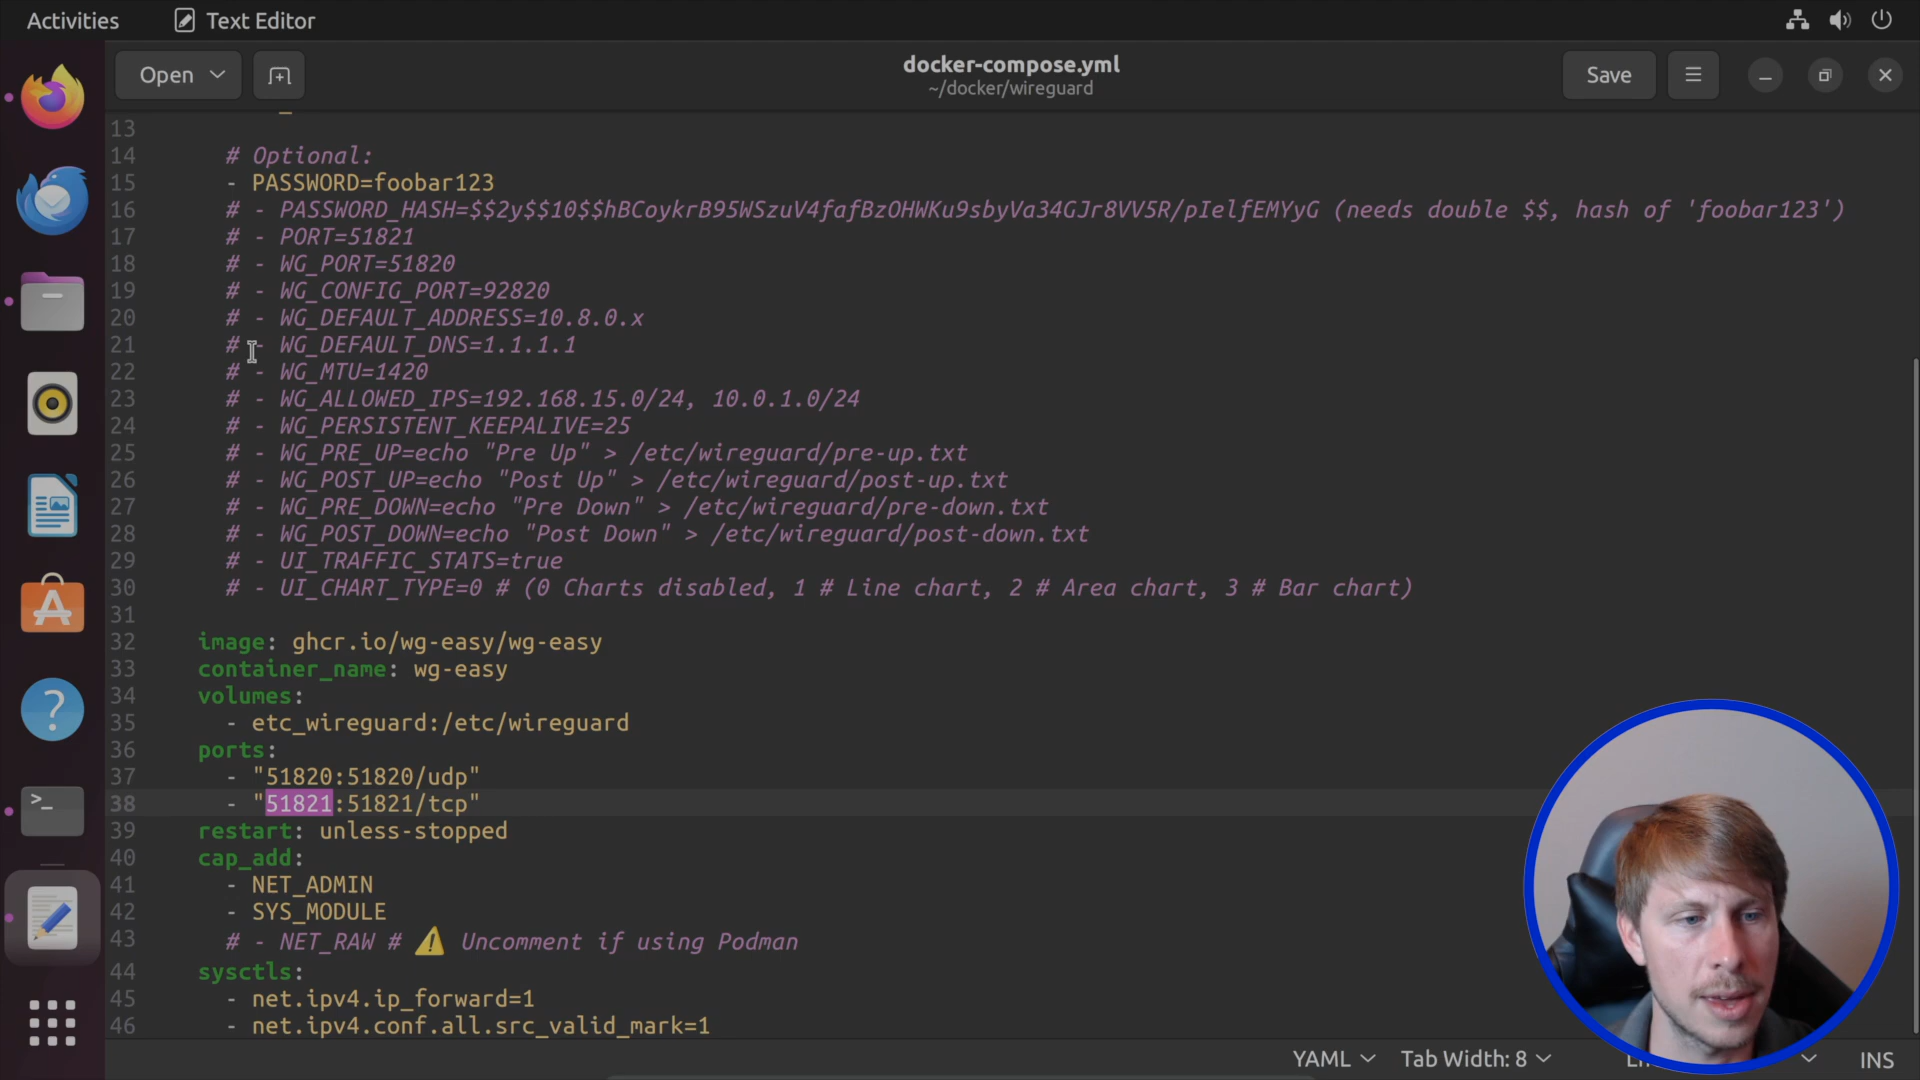 Activities
Text Editor
Open
docker-compose.yml
~/docker/wireguard
Save
13
14 # Optional:
15 - PASSWORD=foobar123
16 # - PASSWORD_HASH=$$2y$$10$$hBCoykrB95WSzuV4fafBzOHWKu9sbyVa34GJr8VV5R/pIelfEMYyG (needs double $$, hash of 'foobar123')
17 # - PORT=51821
18 # - WG_PORT=51820
19 # - WG_CONFIG_PORT=92820
20 # - WG_DEFAULT_ADDRESS=10.8.0.x
21 # - WG_DEFAULT_DNS=1.1.1.1
22 # - WG_MTU=1420
23 # - WG_ALLOWED_IPS=192.168.15.0/24, 10.0.1.0/24
24 # - WG_PERSISTENT_KEEPALIVE=25
25 # - WG_PRE_UP=echo "Pre Up" > /etc/wireguard/pre-up.txt
26 # - WG_POST_UP=echo "Post Up" > /etc/wireguard/post-up.txt
27 # - WG_PRE_DOWN=echo "Pre Down" > /etc/wireguard/pre-down.txt
28 # - WG_POST_DOWN=echo "Post Down" > /etc/wireguard/post-down.txt
29 # - UI_TRAFFIC_STATS=true
30 # - UI_CHART_TYPE=0 # (0 Charts disabled, 1 # Line chart, 2 # Area chart, 3 # Bar chart)
31
32 image: ghcr.io/wg-easy/wg-easy
33 container_name: wg-easy
34 volumes:
35 - etc_wireguard:/etc/wireguard
36 ports:
37 - "51820:51820/udp"
38 - "51821:51821/tcp"
39 restart: unless-stopped
40 cap_add:
41 - NET_ADMIN
42 - SYS_MODULE
43 # - NET_RAW # ⚠️ Uncomment if using Podman
44 sysctls:
45 - net.ipv4.ip_forward=1
46 - net.ipv4.conf.all.src_valid_mark=1
YAML
Tab Width: 8
INS